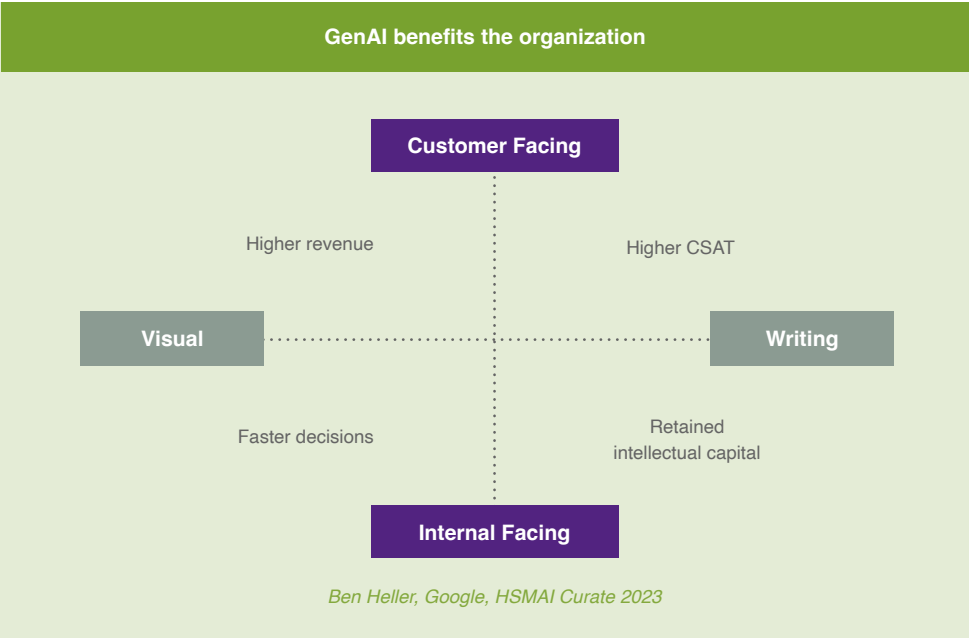 GenAI benefits the organization
Customer Facing
Higher revenue
Higher CSAT
Visual
Writing
Faster decisions
Retained
intellectual capital
Internal Facing
Ben Heller, Google, HSMAI Curate 2023